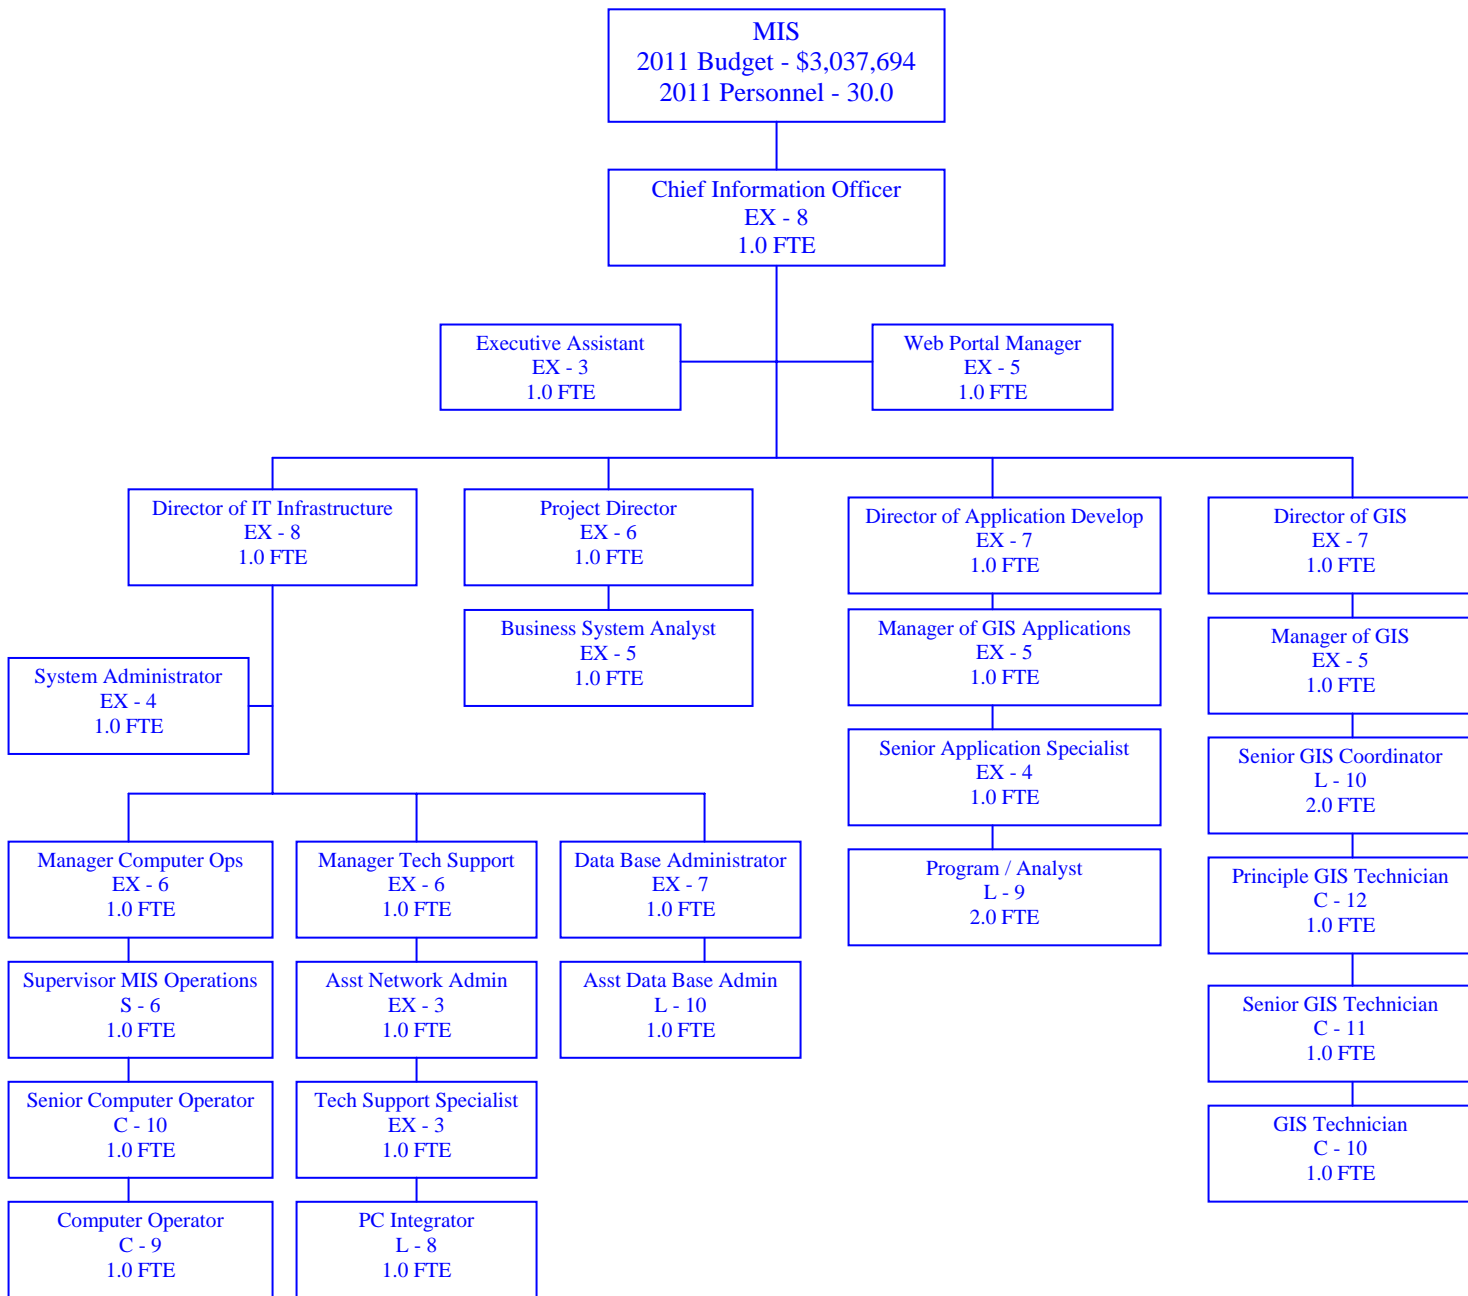 MIS
2011 Budget - $3,037,694
2011 Personnel - 30.0
Chief Information Officer
EX - 8
1.0 FTE
Executive Assistant
EX - 3
1.0 FTE
Web Portal Manager
EX - 5
1.0 FTE
Director of IT Infrastructure
EX - 8
1.0 FTE
Project Director
EX - 6
1.0 FTE
Director of Application Develop
EX - 7
1.0 FTE
Director of GIS
EX - 7
1.0 FTE
Business System Analyst
EX - 5
1.0 FTE
Manager of GIS Applications
EX - 5
1.0 FTE
Manager of GIS
EX - 5
1.0 FTE
System Administrator
EX - 4
1.0 FTE
Senior Application Specialist
EX - 4
1.0 FTE
Senior GIS Coordinator
L - 10
2.0 FTE
Manager Computer Ops
EX - 6
1.0 FTE
Manager Tech Support
EX - 6
1.0 FTE
Data Base Administrator
EX - 7
1.0 FTE
Program / Analyst
L - 9
2.0 FTE
Principle GIS Technician
C - 12
1.0 FTE
Supervisor MIS Operations
S - 6
1.0 FTE
Asst Network Admin
EX - 3
1.0 FTE
Asst Data Base Admin
L - 10
1.0 FTE
Senior GIS Technician
C - 11
1.0 FTE
Senior Computer Operator
C - 10
1.0 FTE
Tech Support Specialist
EX - 3
1.0 FTE
GIS Technician
C - 10
1.0 FTE
Computer Operator
C - 9
1.0 FTE
PC Integrator
L - 8
1.0 FTE